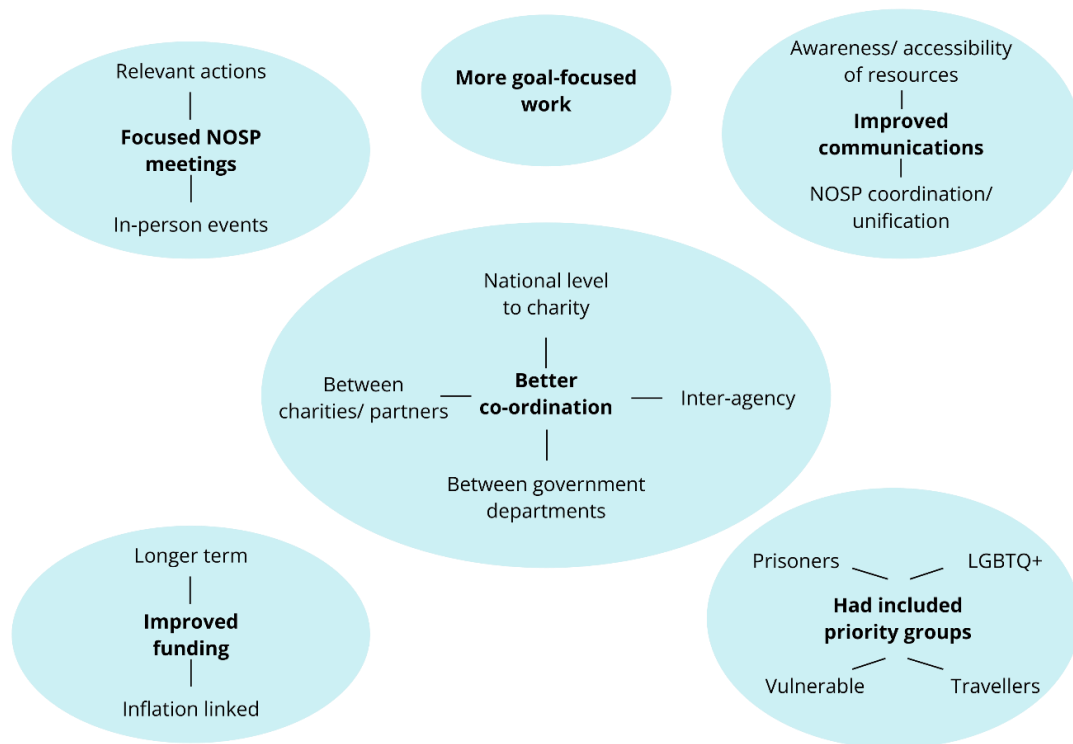 Relevant actions
Focused NOSP
meetings
In-person events
More goal-focused
work
Awareness/ accessibility
of resources
Improved
communications
NOSP coordination/
unification
National level
to charity
Between
charities/ partners
Better
co-ordination
Inter-agency
Between government
departments
Longer term
Improved
funding
Inflation linked
Prisoners
LGBTQ+
Had included
priority groups
Vulnerable
Travellers